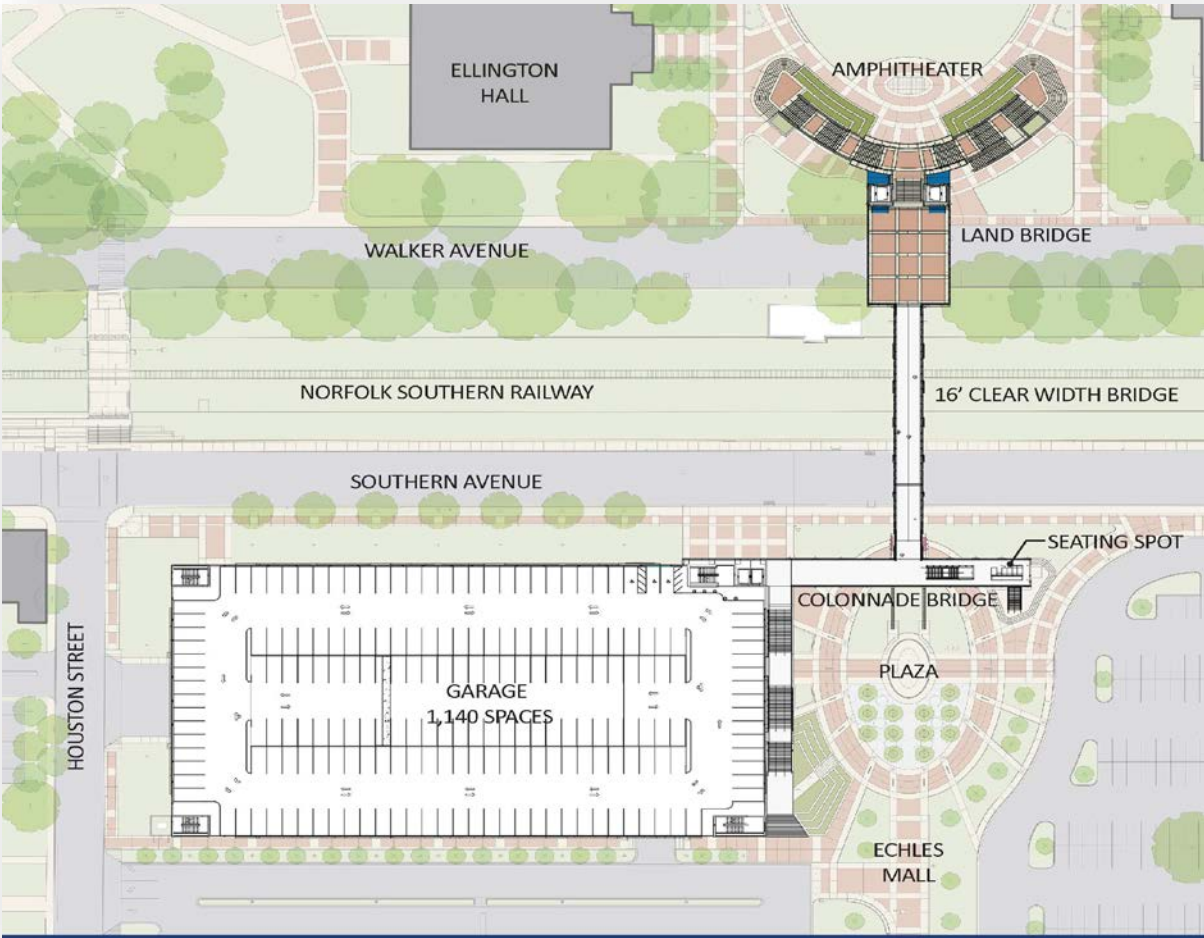 ELLINGTON
HALL
AMPHITHEATER
WALKER AVENUE
LAND BRIDGE
NORFOLK SOUTHERN RAILWAY
16' CLEAR WIDTH BRIDGE
SOUTHERN AVENUE
SEATING SPOT
COLONNADE BRIDGE
HOUSTON STREET
GARAGE
1,140 SPACES
PLAZA
ECHLES
MALL